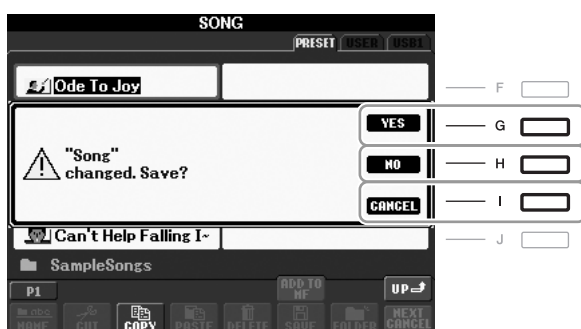 SONG
PRESET USER USB1
Ode To Joy
F
YES
G
"Song"
changed. Save?
NO
H
CANCEL
I
Can't Help Falling I~
J
SampleSongs
P1
ADD TO
MF
UP
NAME CUT COPY PASTE DELETE SAVE FOLDER NEXT
CANCEL